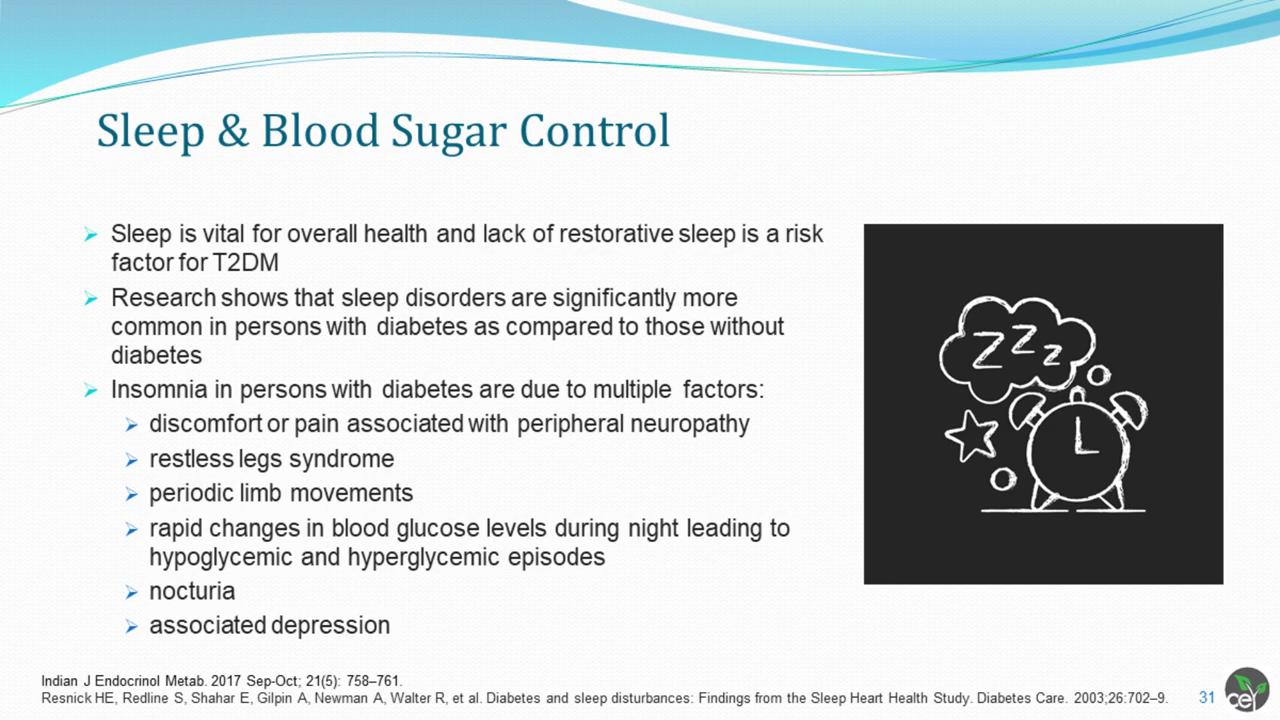 Sleep & Blood Sugar Control
Sleep is vital for overall health and lack of restorative sleep is a risk
factor for T2DM
Research shows that sleep disorders are significantly more
common in persons with diabetes as compared to those without
diabetes
Insomnia in persons with diabetes are due to multiple factors:
discomfort or pain associated with peripheral neuropathy
restless legs syndrome
periodic limb movements
rapid changes in blood glucose levels during night leading to
hypoglycemic and hyperglycemic episodes
nocturia
associated depression
Z Z Z
Indian J Endocrinol Metab. 2017 Sep-Oct; 21(5): 758–761.
Resnick HE, Redline S, Shahar E, Gilpin A, Newman A, Walter R, et al. Diabetes and sleep disturbances: Findings from the Sleep Heart Health Study. Diabetes Care. 2003;26:702–9.
31
cey